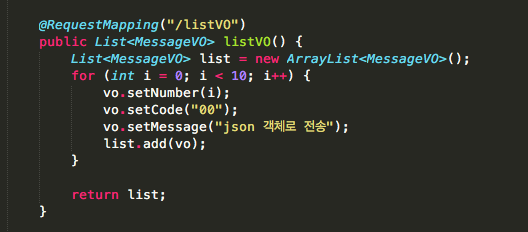 @RequestMapping("/listVO")
public List<MessageVO> listVO() {
    List<MessageVO> list = new ArrayList<MessageVO>();
    for (int i = 0; i < 10; i++) {
        vo.setNumber(i);
        vo.setCode("00");
        vo.setMessage("json 객체로 전송");
        list.add(vo);
    }

    return list;
}